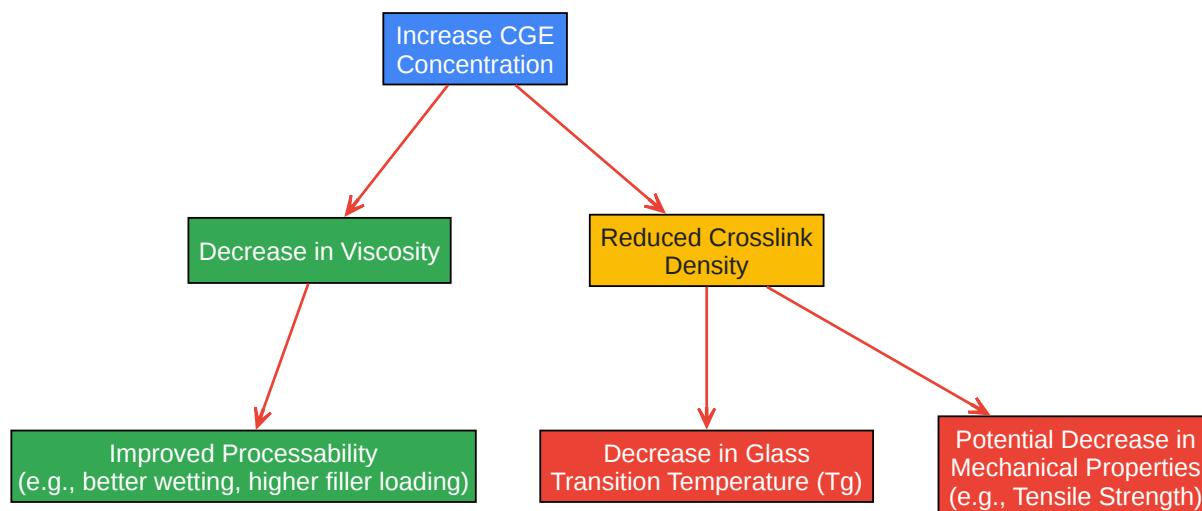 Increase CGE
Concentration
Decrease in Viscosity
Reduced Crosslink
Density
Improved Processability
(e.g., better wetting, higher filler loading)
Decrease in Glass
Transition Temperature (Tg)
Potential Decrease in
Mechanical Properties
(e.g., Tensile Strength)